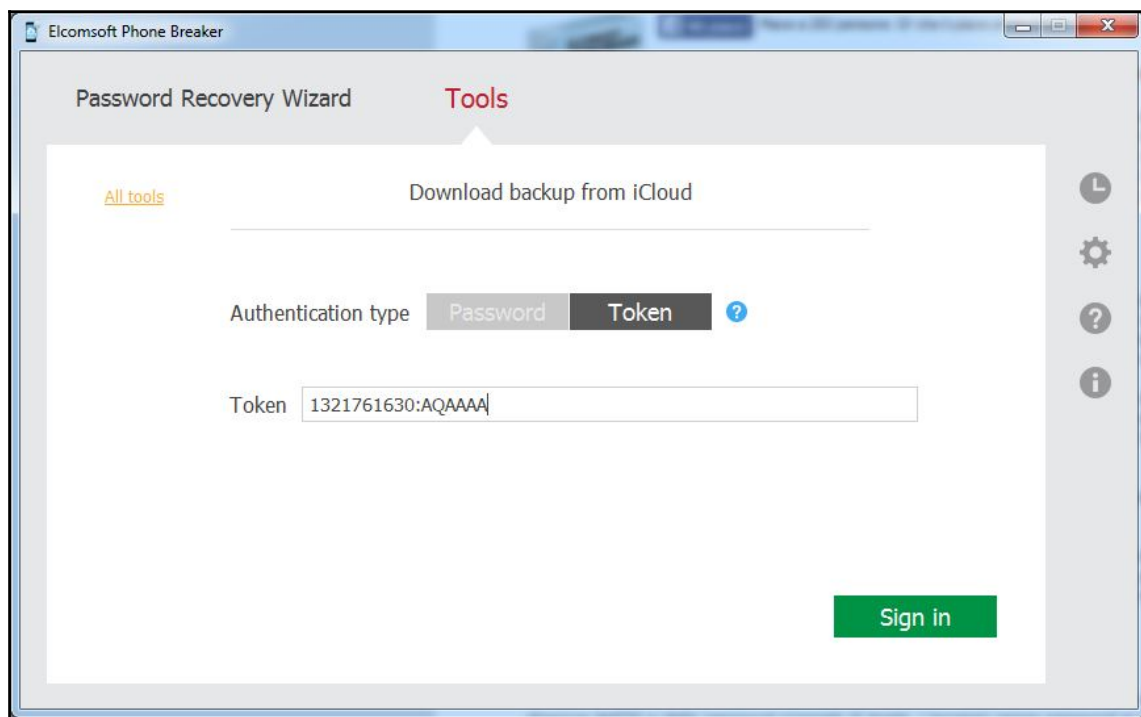 Elcomsoft Phone Breaker
Password Recovery Wizard Tools
All tools
Download backup from iCloud
Authentication type Password Token ?
Token 1321761630:AQAAAA
Sign in